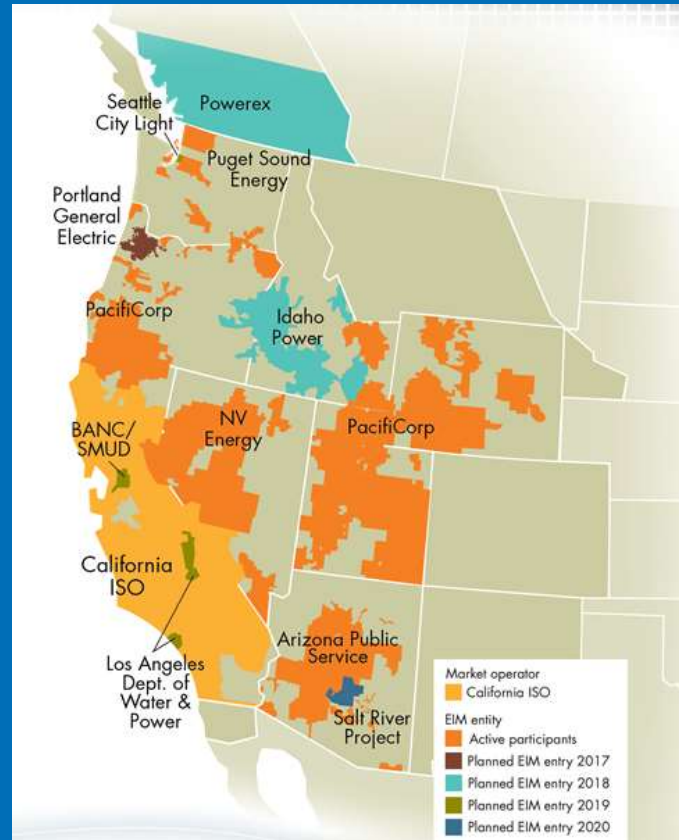 Powerex
Seattle
City Light
Puget Sound
Energy
Portland
General
Electric
PacifiCorp
Idaho
Power
BANC/
SMUD
NV
Energy
PacifiCorp
California
ISO
Los Angeles
Dept. of
Water &
Power
Arizona Public
Service
Salt River
Project
Market operator
California ISO
EIM entity
Active participants
Planned EIM entry 2017
Planned EIM entry 2018
Planned EIM entry 2019
Planned EIM entry 2020